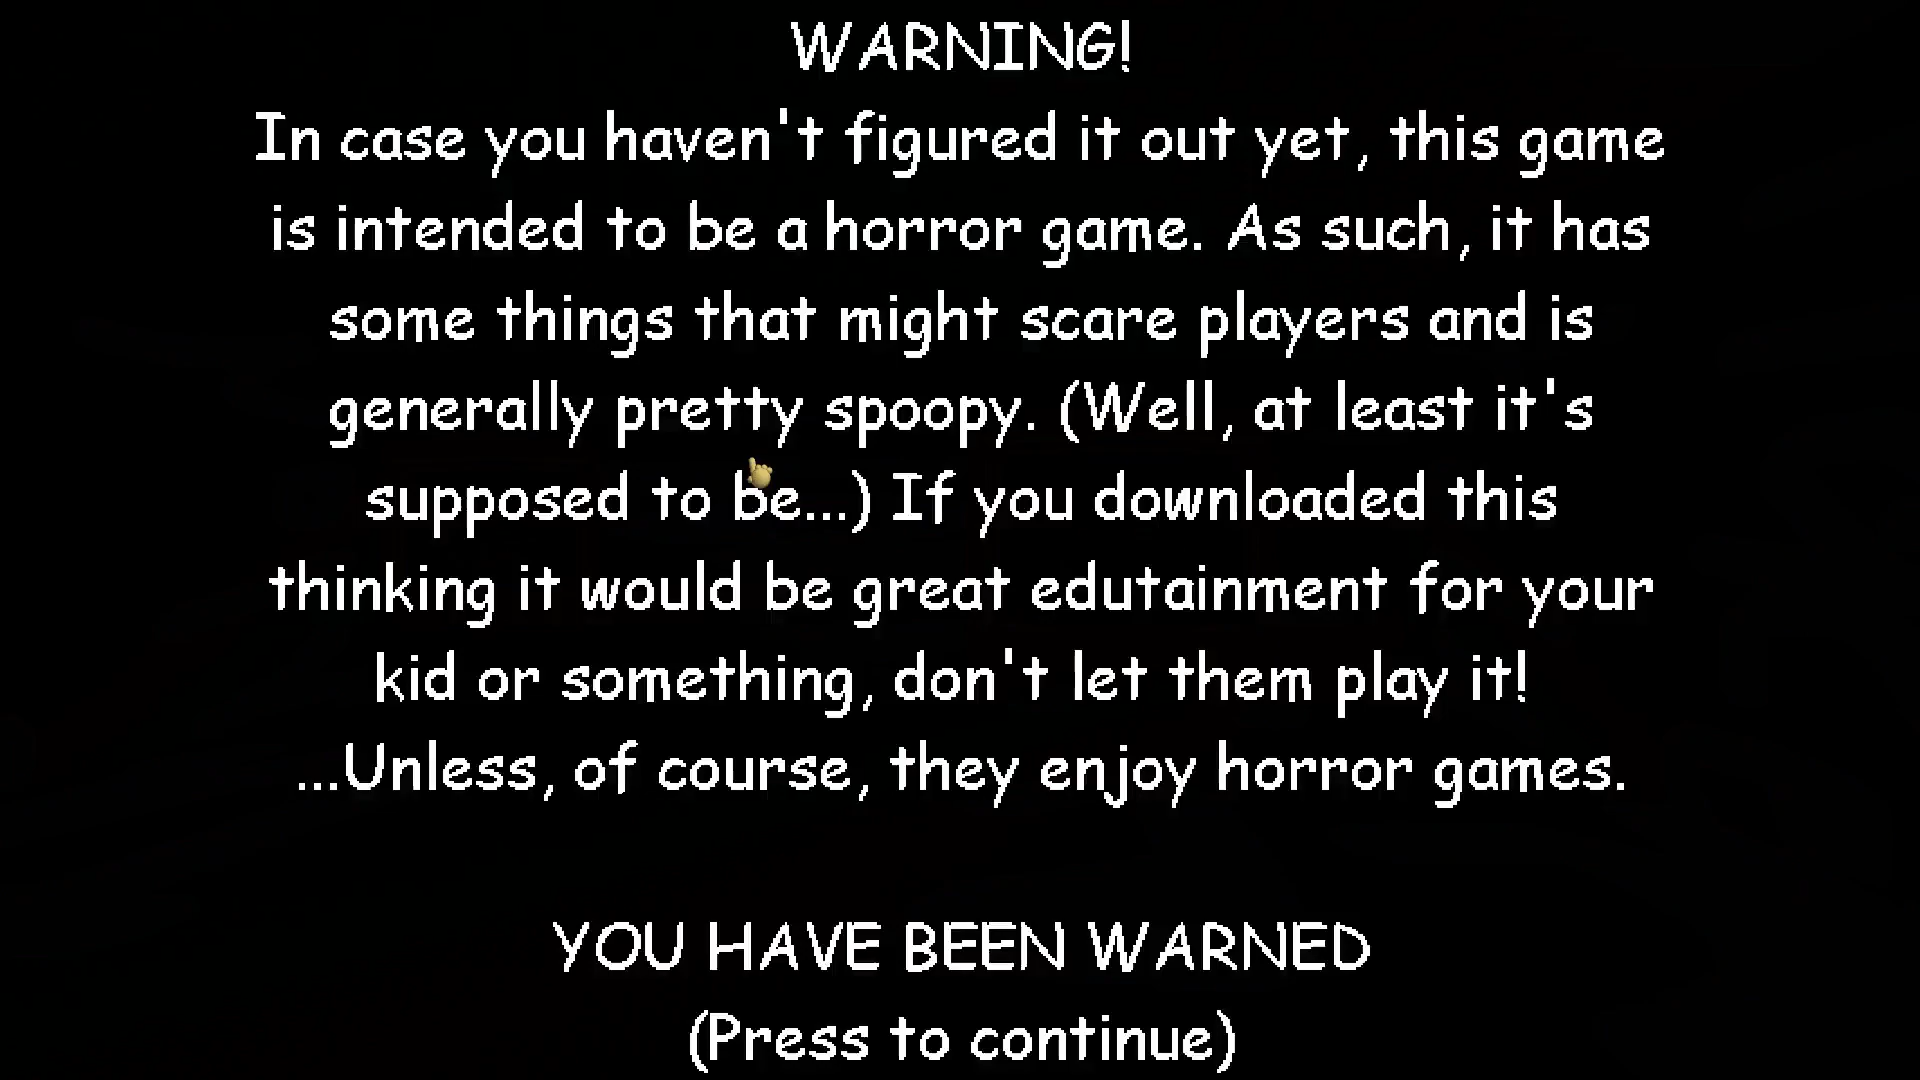 WARNING!
In case you haven't figured it out yet, this game
is intended to be a horror game. As such, it has
some things that might scare players and is
generally pretty spoopy. (Well, at least it's
supposed to be...) If you downloaded this
thinking it would be great edutainment for your
kid or something, don't let them play it!
...Unless, of course, they enjoy horror games.
YOU HAVE BEEN WARNED
(Press to continue)